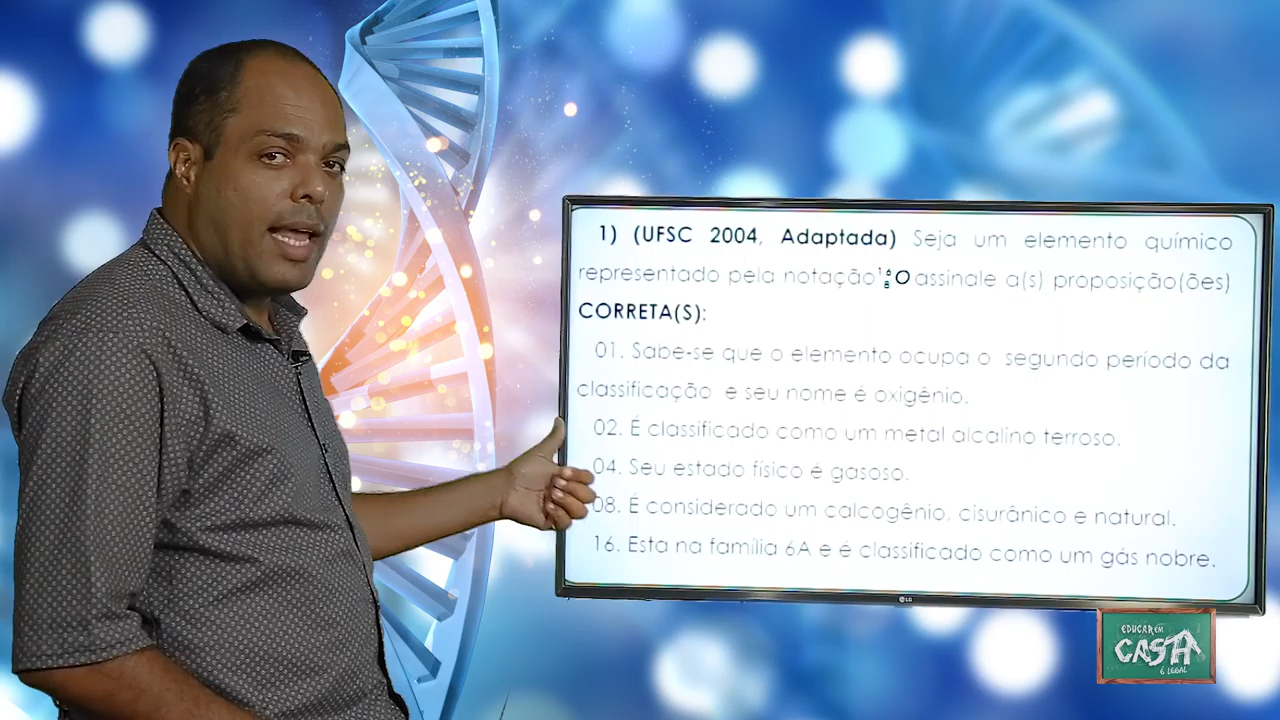 1) (UFSC 2004, Adaptada) Seja um elemento químico
representado pela notação ¹⁶₈O assinale a(s) proposição(ões)
CORRETA(S):
01. Sabe-se que o elemento ocupa o segundo período da
classificação e seu nome é oxigênio.
02. É classificado como um metal alcalino terroso.
04. Seu estado físico é gasoso.
08. É considerado um calcogênio, cisurânico e natural.
16. Esta na família 6A e é classificado como um gás nobre.
LG
EDUCAR EM
CASA
É LEGAL